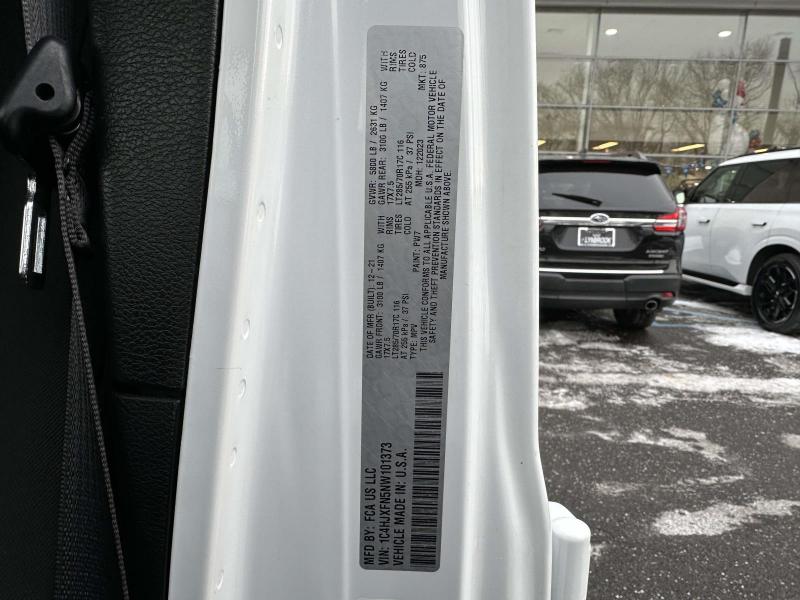 MFD BY: FCA US LLC
DATE OF MFR (BUILT): 12-21
GVWR: 5800 LB / 2631 KG
GAWR FRONT: 3100 LB / 1407 KG WITH
GAWR REAR: 3100 LB / 1407 KG WITH
17X7.5 RIMS
17X7.5 RIMS
LT285/70R17C 116 TIRES
LT285/70R17C 116 TIRES
AT 255 kPa / 37 PSI COLD
AT 255 kPa / 37 PSI COLD
TYPE: MPV
PAINT: PW7
MDH: 122023
MKT: 875
THIS VEHICLE CONFORMS TO ALL APPLICABLE U.S.A. FEDERAL MOTOR VEHICLE
SAFETY AND THEFT PREVENTION STANDARDS IN EFFECT ON THE DATE OF
MANUFACTURE SHOWN ABOVE.
VIN: 1C4HJXFN5NW101373
VEHICLE MADE IN: U.S.A.
LYNBROOK